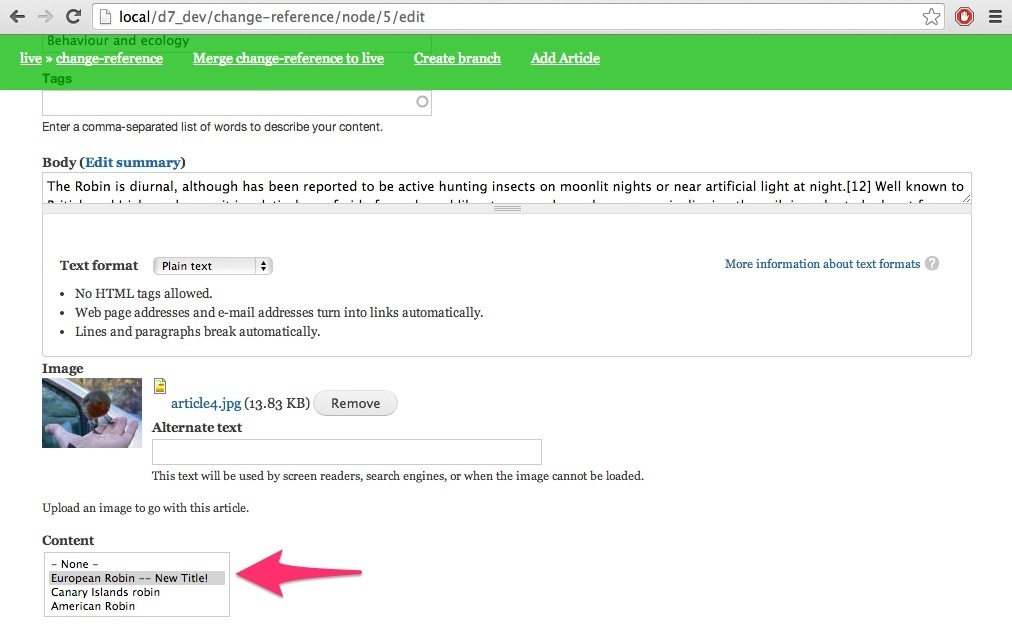 local/d7_dev/change-reference/node/5/edit
Behaviour and ecology
live » change-reference Merge change-reference to live Create branch Add Article
Tags
Enter a comma-separated list of words to describe your content.
Body (Edit summary)
The Robin is diurnal, although has been reported to be active hunting insects on moonlit nights or near artificial light at night.[12] Well known to
Text format Plain text More information about text formats ?
• No HTML tags allowed.
• Web page addresses and e-mail addresses turn into links automatically.
• Lines and paragraphs break automatically.
Image
article4.jpg (13.83 KB) Remove
Alternate text
This text will be used by screen readers, search engines, or when the image cannot be loaded.
Upload an image to go with this article.
Content
- None -
European Robin -- New Title!
Canary Islands robin
American Robin